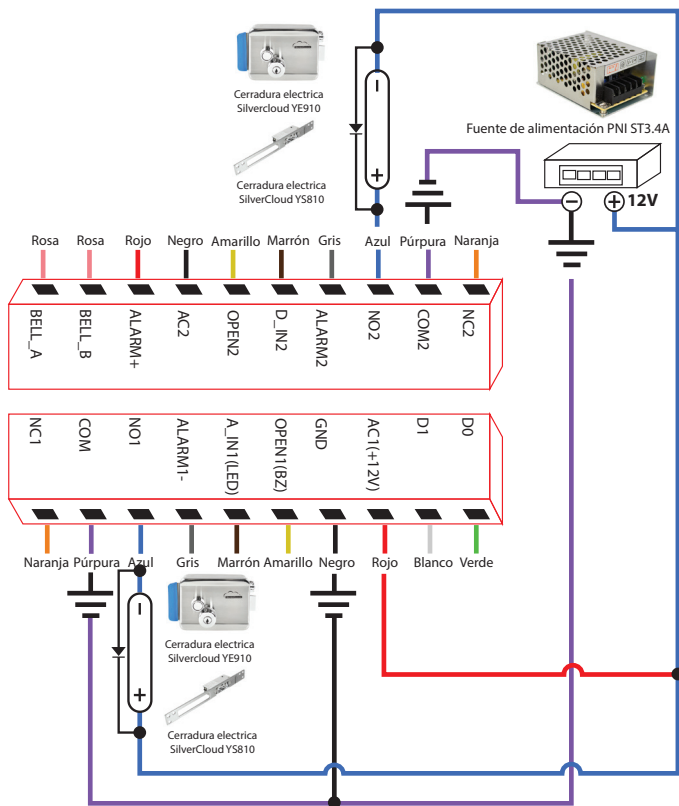 Cerradura electrica
Silvercloud YE910
Cerradura electrica
SilverCloud YS810
Fuente de alimentación PNI ST3.4A
12V
Rosa Rosa Rojo Negro Amarillo Marrón Gris Azul Púrpura Naranja
BELL_A
BELL_B
ALARM+
AC2
OPEN2
D_IN2
ALARM2
NO2
COM2
NC2
NC1
COM
NO1
ALARM1-
A_IN1(LED)
OPEN1(BZ)
GND
AC1(+12V)
D1
D0
Naranja Púrpura Azul Gris Marrón Amarillo Negro Rojo Blanco Verde
Cerradura electrica
Silvercloud YE910
Cerradura electrica
SilverCloud YS810